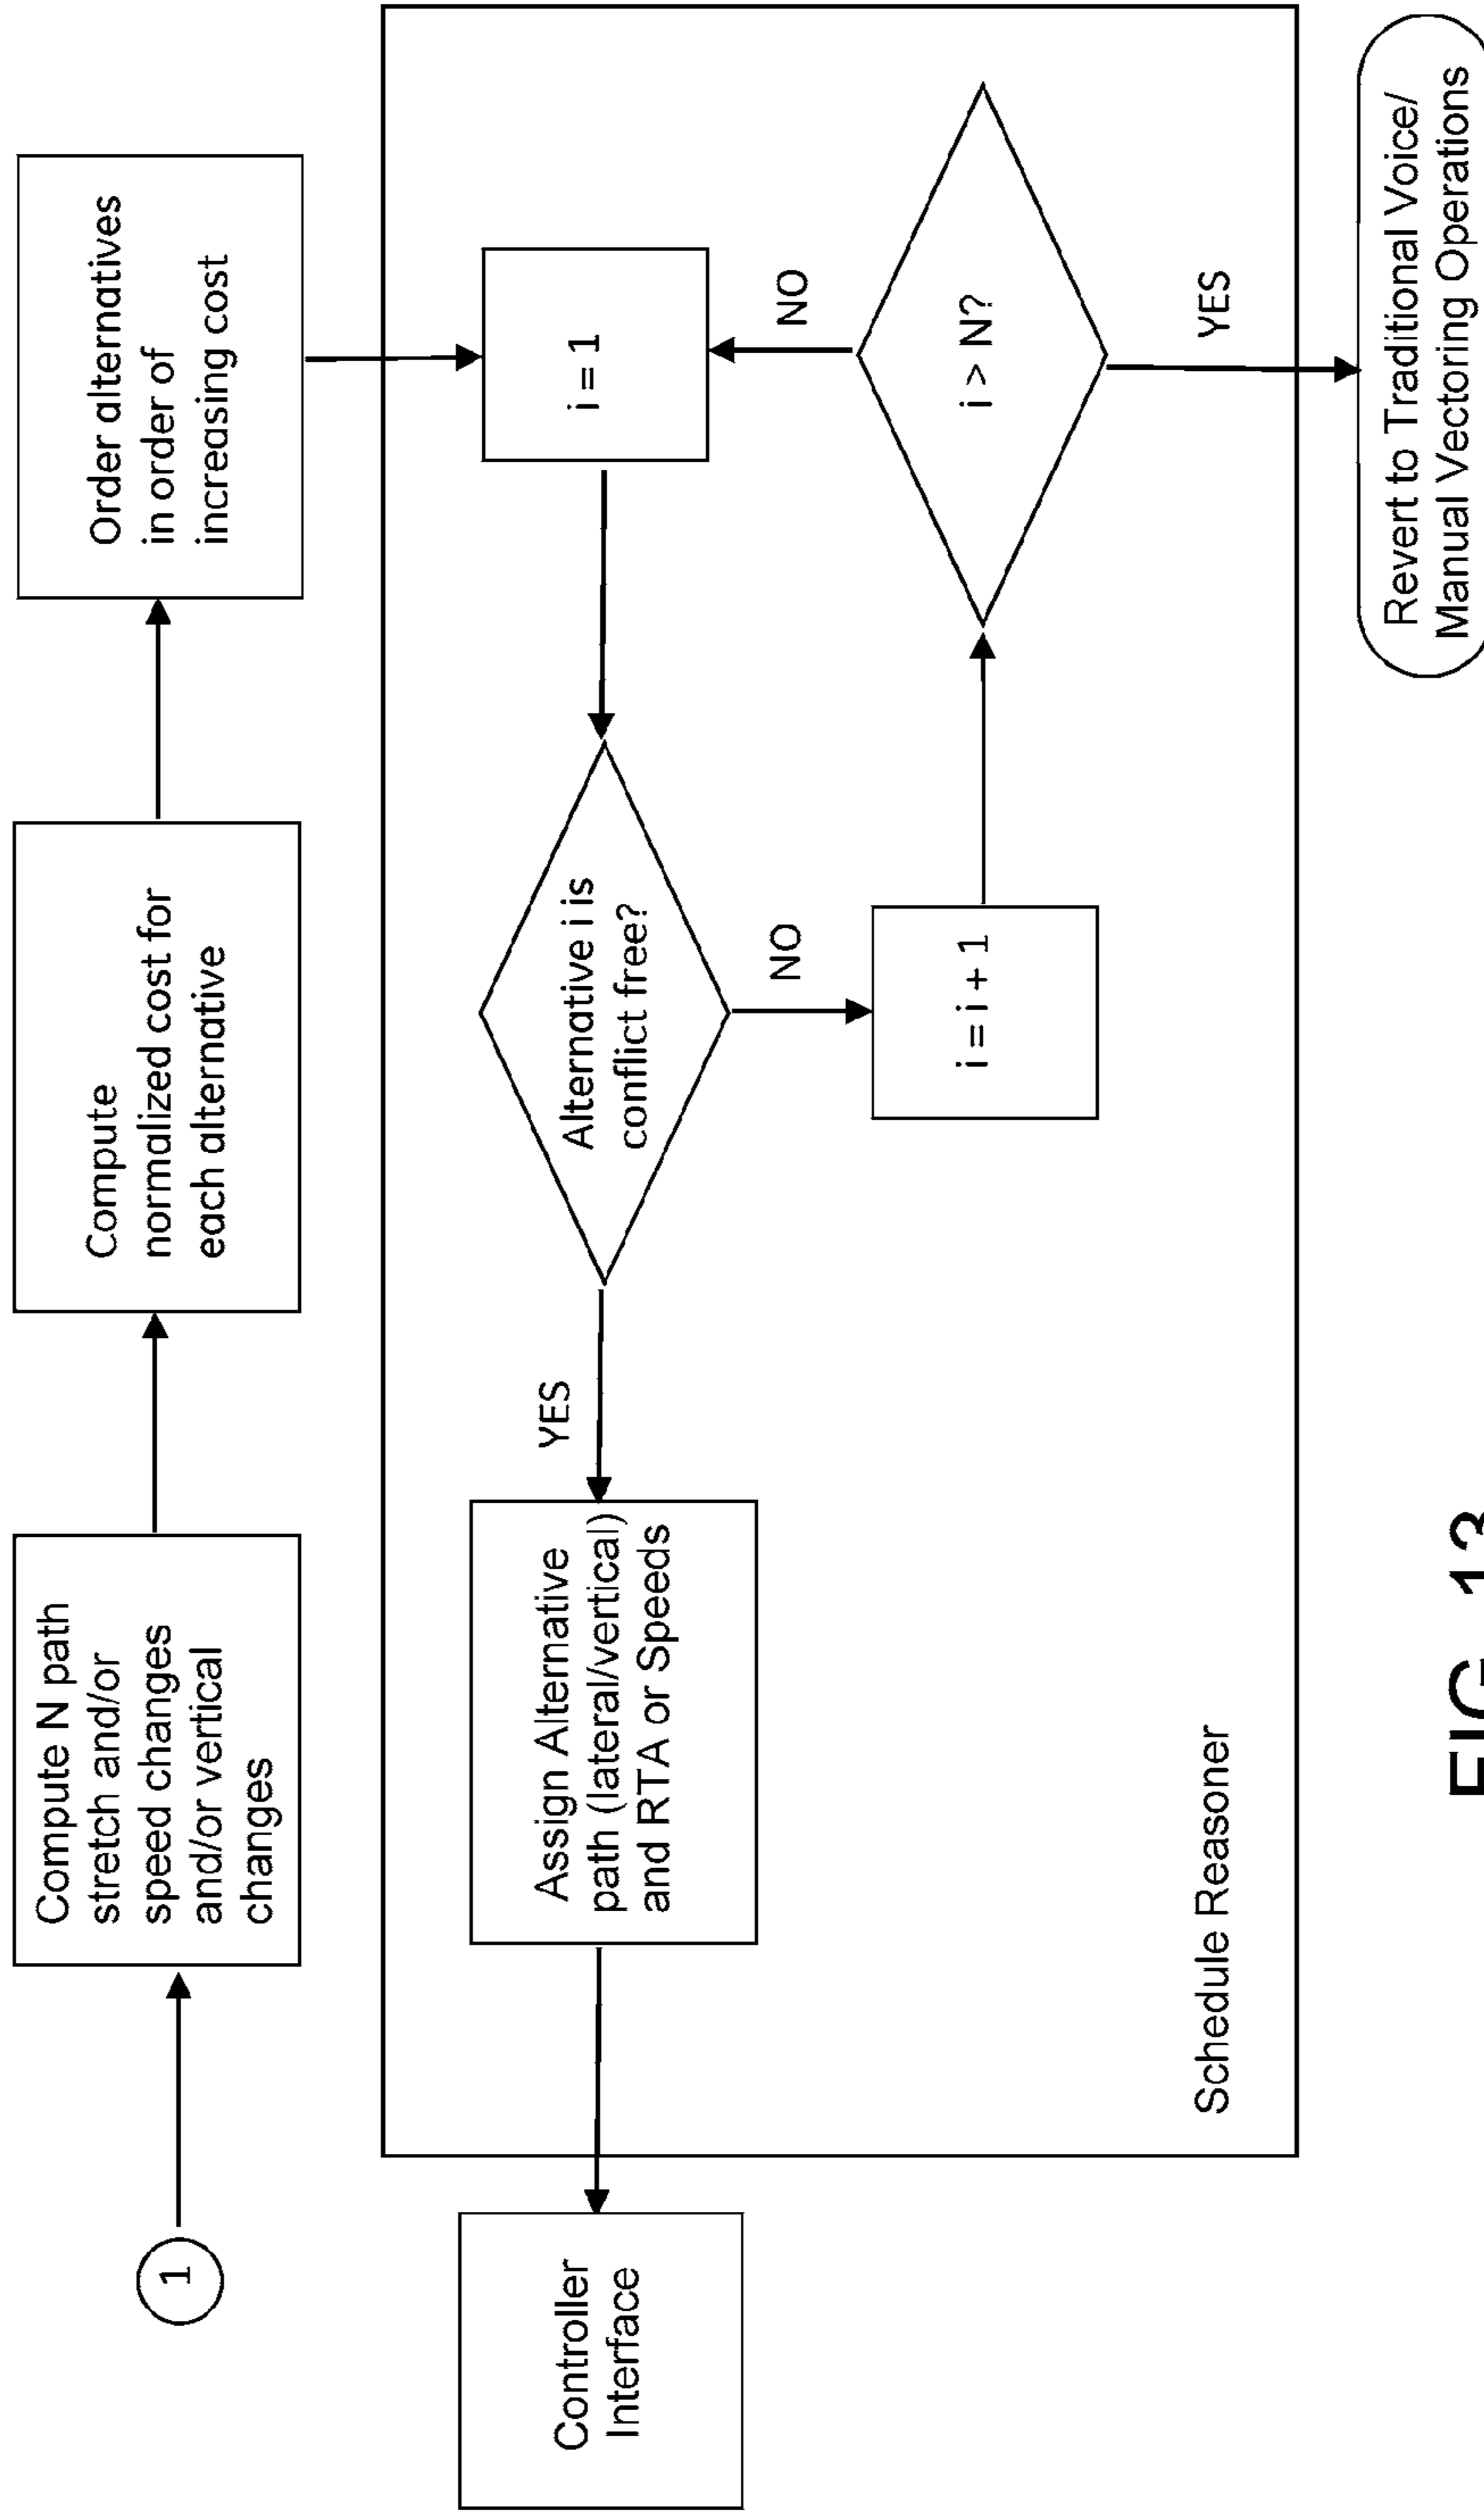 1
Compute N path
stretch and/or
speed changes
and/or vertical
changes
Compute
normalized cost for
each alternative
Order alternatives
in order of
increasing cost
Controller
Interface
Assign Alternative
path (lateral/vertical)
and RTA or Speeds
YES
Alternative i is
conflict free?
i = 1
NO
NO
i = i + 1
i > N?
YES
Schedule Reasoner
Revert to Traditional Voice/
Manual Vectoring Operations
FIG. 13